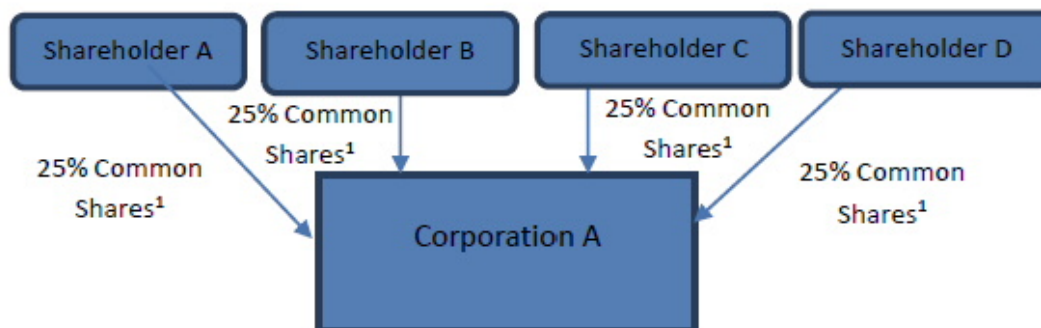 Shareholder A
Shareholder B
Shareholder C
Shareholder D
25% Common
Shares¹
25% Common
Shares¹
25% Common
Shares¹
25% Common
Shares¹
Corporation A